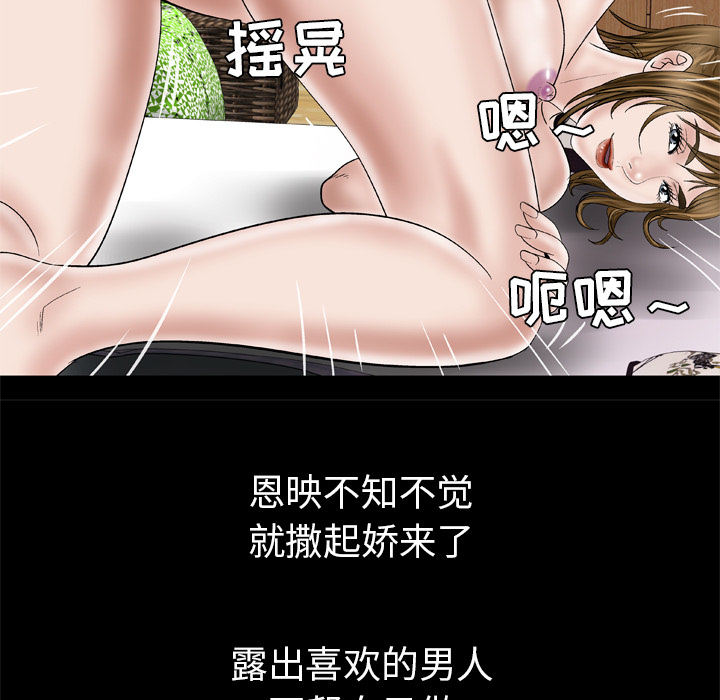 摇晃
嗯～
呃嗯～
恩映不知不觉
就撒起娇来了
露出喜欢的男人